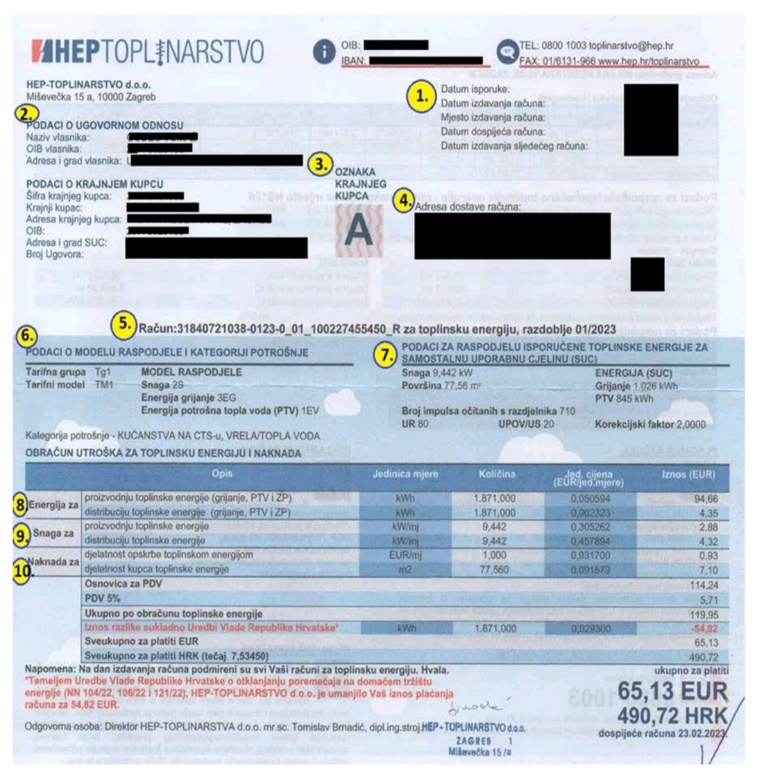 HEPTOPLINARSTVO
OIB:
IBAN:
TEL: 0800 1003 toplinarstvo@hep.hr
FAX: 01/6131-966 www.hep.hr/toplinarstvo
HEP-TOPLINARSTVO d.o.o.
Miševečka 15 a, 10000 Zagreb
1.
Datum isporuke:
Datum izdavanja računa:
Mjesto izdavanja računa:
Datum dospijeća računa:
Datum izdavanja sljedećeg računa:
2.
PODACI O UGOVORNOM ODNOSU
Naziv vlasnika:
OIB vlasnika:
Adresa i grad vlasnika:
3.
OZNAKA
KRAJNJEG
KUPCA
A
PODACI O KRAJNJEM KUPCU
Šifra krajnjeg kupca:
Krajnji kupac:
Adresa krajnjeg kupca:
OIB:
Adresa i grad SUC:
Broj Ugovora:
4.
Adresa dostave računa:
5.
Račun:31840721038-0123-0_01_100227455450_R za toplinsku energiju, razdoblje 01/2023
6.
PODACI O MODELU RASPODJELE I KATEGORIJI POTROŠNJE
Tarifna grupa Tg1 MODEL RASPODJELE
Tarifni model TM1 Snaga 2S
Energija grijanje 3EG
Energija potrošna topla voda (PTV) 1EV
7.
PODACI ZA RASPODJELU ISPORUČENE TOPLINSKE ENERGIJE ZA
SAMOSTALNU UPORABNU CJELINU (SUC)
Snaga 9,442 kW ENERGIJA (SUC)
Površina 77,56 m² Grijanje 1.026 kWh
PTV 845 kWh
Broj impulsa očitanih s razdjelnika 710
UR 80 UPOV/US 20 Korekcijski faktor 2,0000
Kategorija potrošnje - KUĆANSTVA NA CTS-u, VRELA/TOPLA VODA
OBRAČUN UTROŠKA ZA TOPLINSKU ENERGIJU I NAKNADA
Opis Jedinica mjere Količina Jed. cijena (EUR/jed.mjere) Iznos (EUR)
8. Energija za proizvodnju toplinske energije (grijanje, PTV i ZP) kWh 1.871,000 0,050594 94,66
distribuciju toplinske energije (grijanje, PTV i ZP) kWh 1.871,000 0,002323 4,35
9. Snaga za proizvodnju toplinske energije kW/mj 9,442 0,305262 2,88
distribuciju toplinske energije kW/mj 9,442 0,457894 4,32
10. Naknada za djelatnost opskrbe toplinskom energijom EUR/mj 1,000 0,931700 0,93
djelatnost kupca toplinske energije m2 77,560 0,091579 7,10
Osnovica za PDV 114,24
PDV 5% 5,71
Ukupno po obračunu toplinske energije 119,95
Iznos razlike sukladno Uredbi Vlade Republike Hrvatske* kWh 1.871,000 0,029300 -54,82
Sveukupno za platiti EUR 65,13
Sveukupno za platiti HRK (tečaj 7,53450) 490,72
Napomena: Na dan izdavanja računa podmireni su svi Vaši računi za toplinsku energiju. Hvala.
*Temeljem Uredbe Vlade Republike Hrvatske o otklanjanju poremećaja na domaćem tržištu
energije (NN 104/22, 106/22 i 121/22), HEP-TOPLINARSTVO d.o.o. je umanjilo Vaš iznos plaćanja
računa za 54,82 EUR.
ukupno za platiti
65,13 EUR
490,72 HRK
dospijeće računa 23.02.2023.
Odgovorna osoba: Direktor HEP-TOPLINARSTVA d.o.o. mr.sc. Tomislav Brnadić, dipl.ing.stroj.
HEP - TOPLINARSTVO d.o.o.
ZAGREB 1
Miševečka 15/a